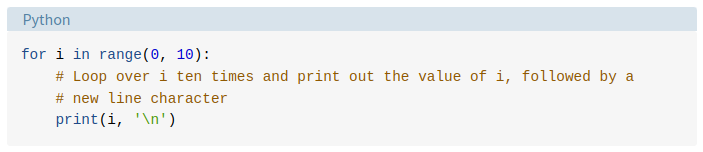 Python
for i in range(0, 10):
    # Loop over i ten times and print out the value of i, followed by a
    # new line character
    print(i, '\n')